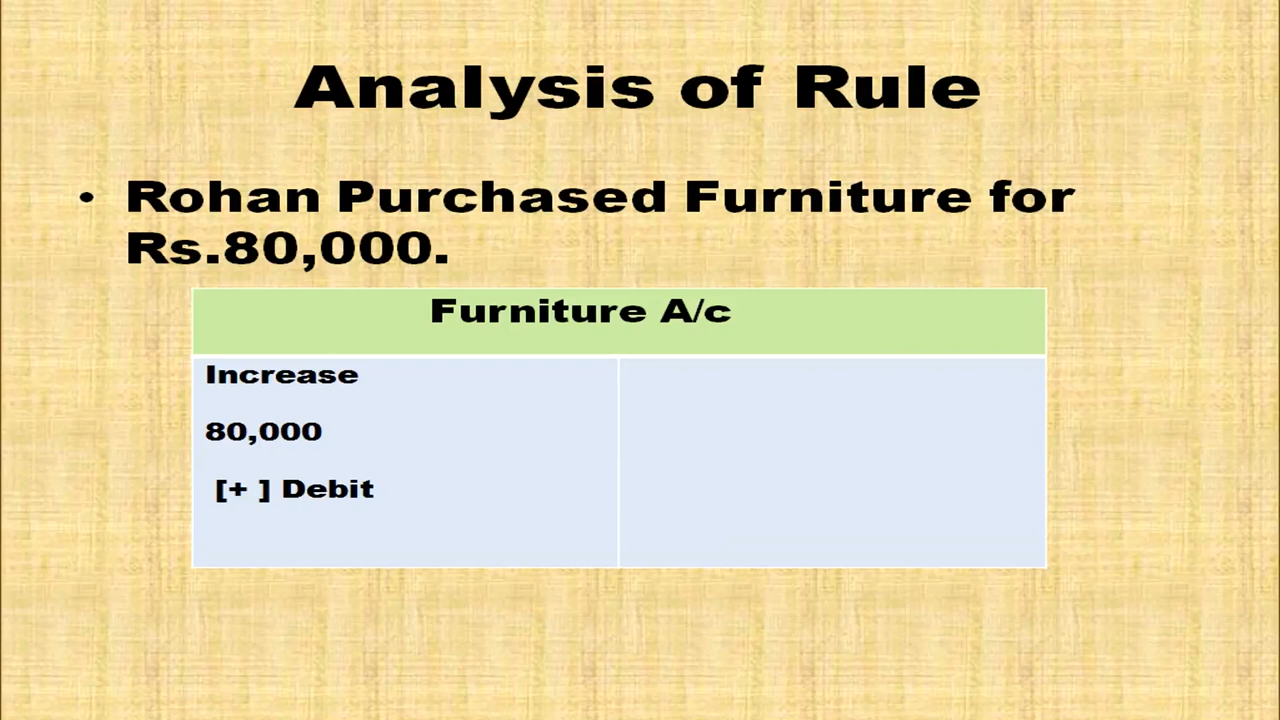 Analysis of Rule
• Rohan Purchased Furniture for
Rs.80,000.
Furniture A/c
Increase
80,000
[+ ] Debit